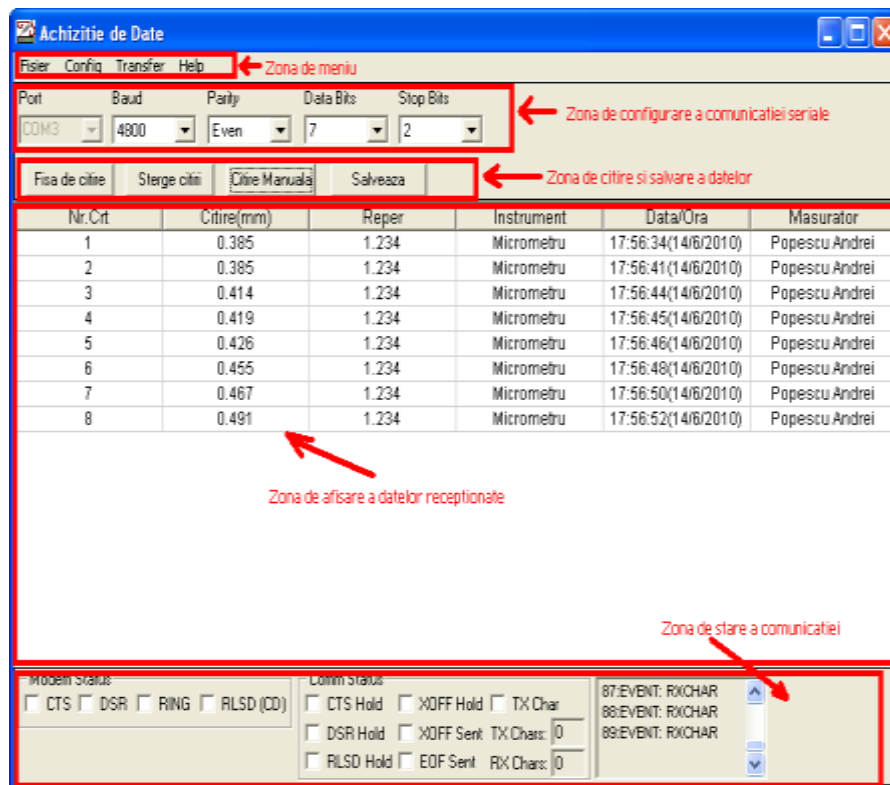 Achizitie de Date
Fisier Config Transfer Help
Zona de meniu
Port Baud Parity Data Bits Stop Bits
COM3 4800 Even 7 2
Zona de configurare a comunicatiei seriale
Fisa de citire Sterge citiri Citire Manuala Salveaza
Zona de citire si salvare a datelor
Nr.Crt Citire(mm) Reper Instrument Data/Ora Masurator
1 0.385 1.234 Micrometru 17:56:34(14/6/2010) Popescu Andrei
2 0.385 1.234 Micrometru 17:56:41(14/6/2010) Popescu Andrei
3 0.414 1.234 Micrometru 17:56:44(14/6/2010) Popescu Andrei
4 0.419 1.234 Micrometru 17:56:45(14/6/2010) Popescu Andrei
5 0.426 1.234 Micrometru 17:56:46(14/6/2010) Popescu Andrei
6 0.455 1.234 Micrometru 17:56:48(14/6/2010) Popescu Andrei
7 0.467 1.234 Micrometru 17:56:50(14/6/2010) Popescu Andrei
8 0.491 1.234 Micrometru 17:56:52(14/6/2010) Popescu Andrei
Zona de afisare a datelor receptionate
Zona de stare a comunicatiei
Modem Status
CTS DSR RING RLSD (CD)
Comm Status
CTS Hold XOFF Hold TX Char
DSR Hold XOFF Sent TX Chars: 0
RLSD Hold EOF Sent RX Chars: 0
87:EVENT: RXCHAR
88:EVENT: RXCHAR
89:EVENT: RXCHAR